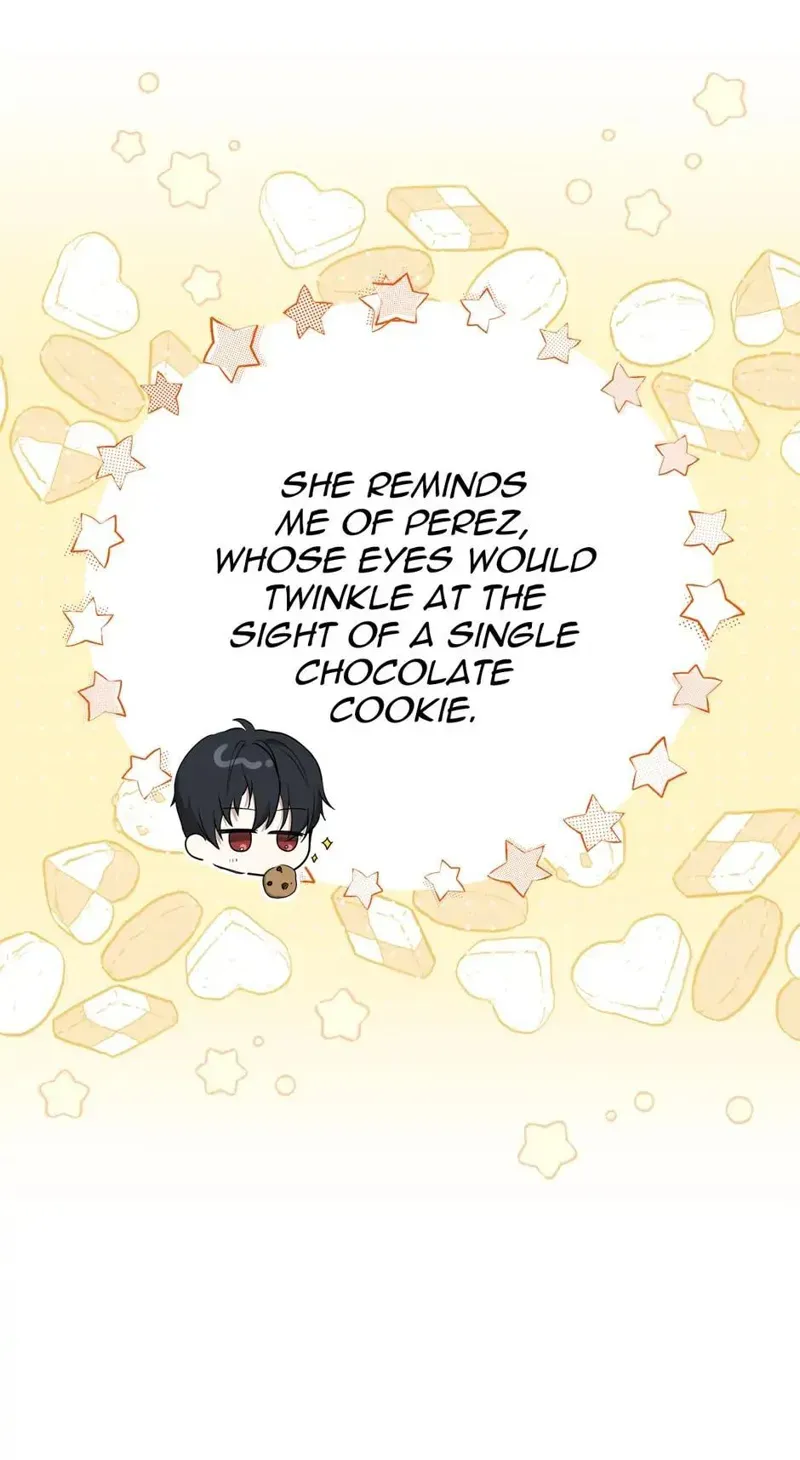 SHE REMINDS
ME OF PEREZ,
WHOSE EYES WOULD
TWINKLE AT THE
SIGHT OF A SINGLE
CHOCOLATE
COOKIE.